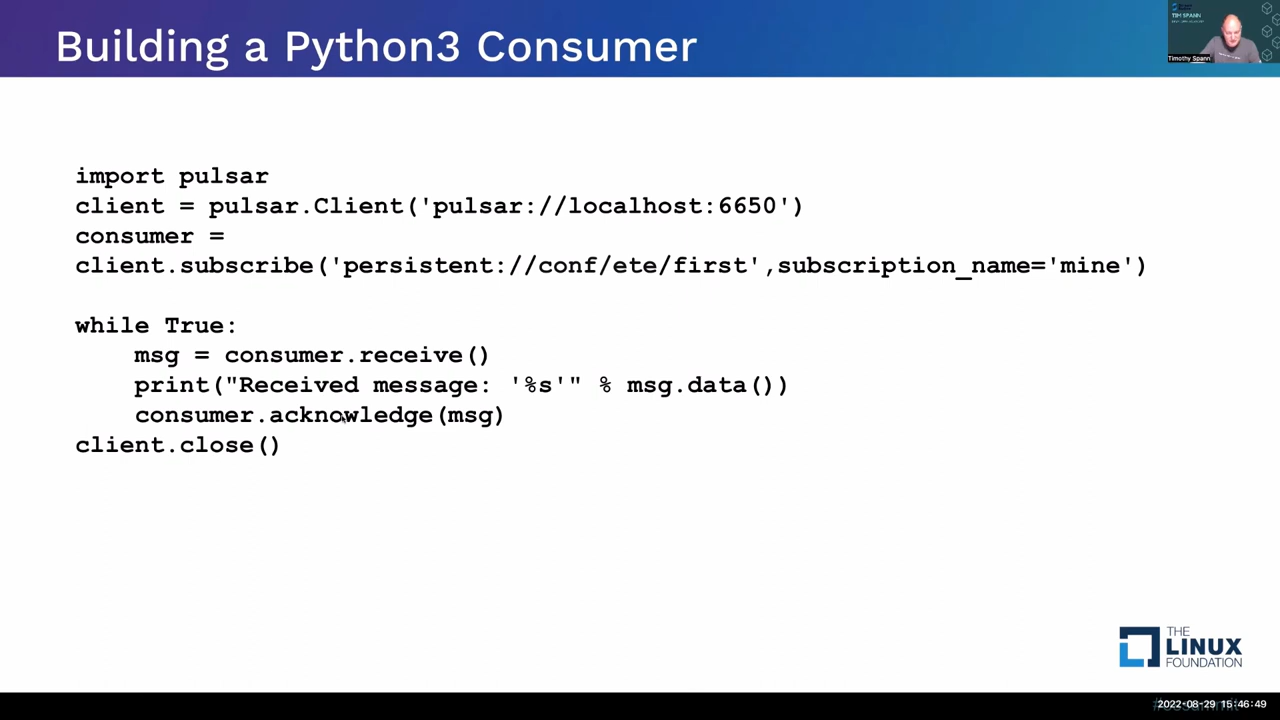 Building a Python3 Consumer
TIM SPANN
Timothy Spann
import pulsar
client = pulsar.Client('pulsar://localhost:6650')
consumer =
client.subscribe('persistent://conf/ete/first',subscription_name='mine')
while True:
    msg = consumer.receive()
    print("Received message: '%s'" % msg.data())
    consumer.acknowledge(msg)
client.close()
THE
LINUX
FOUNDATION
2022-08-29 15:46:49